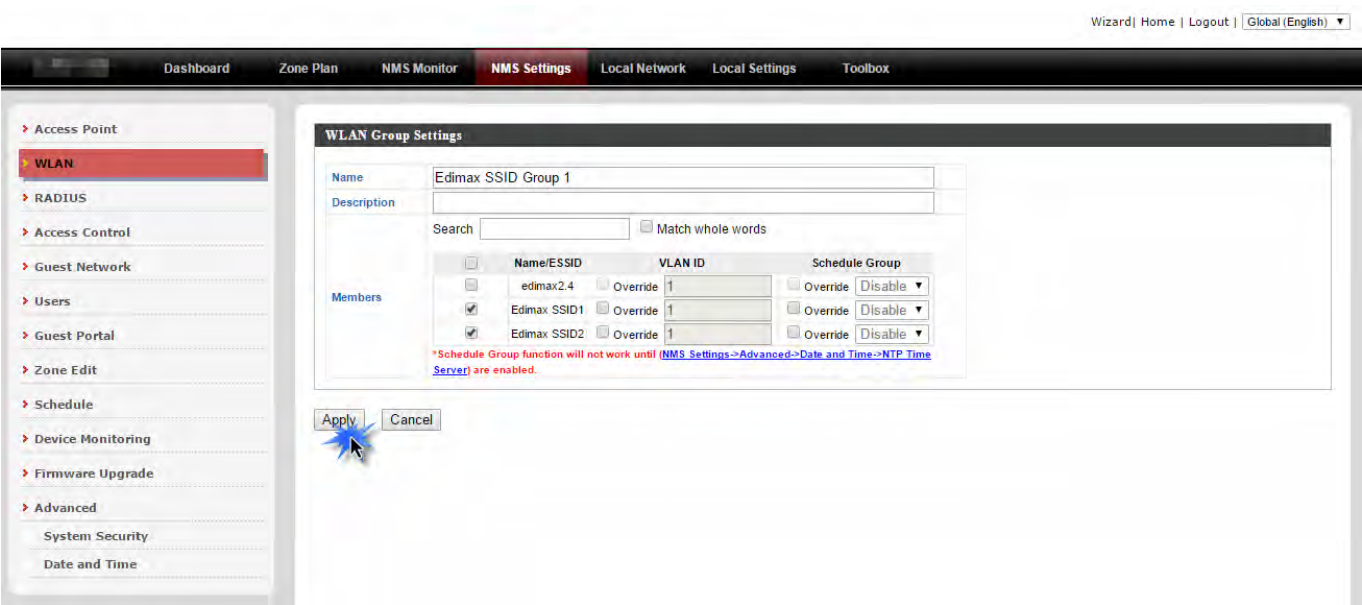 Wizard| Home | Logout | Global (English) ▼
Dashboard Zone Plan NMS Monitor NMS Settings Local Network Local Settings Toolbox
Access Point
WLAN
RADIUS
Access Control
Guest Network
Users
Guest Portal
Zone Edit
Schedule
Device Monitoring
Firmware Upgrade
Advanced
System Security
Date and Time
WLAN Group Settings
Name Edimax SSID Group 1
Description
Members
Search Match whole words
Name/ESSID VLAN ID Schedule Group
edimax2.4 Override 1 Override Disable ▼
Edimax SSID1 Override 1 Override Disable ▼
Edimax SSID2 Override 1 Override Disable ▼
*Schedule Group function will not work until (NMS Settings->Advanced->Date and Time->NTP Time
Server) are enabled.
Apply Cancel